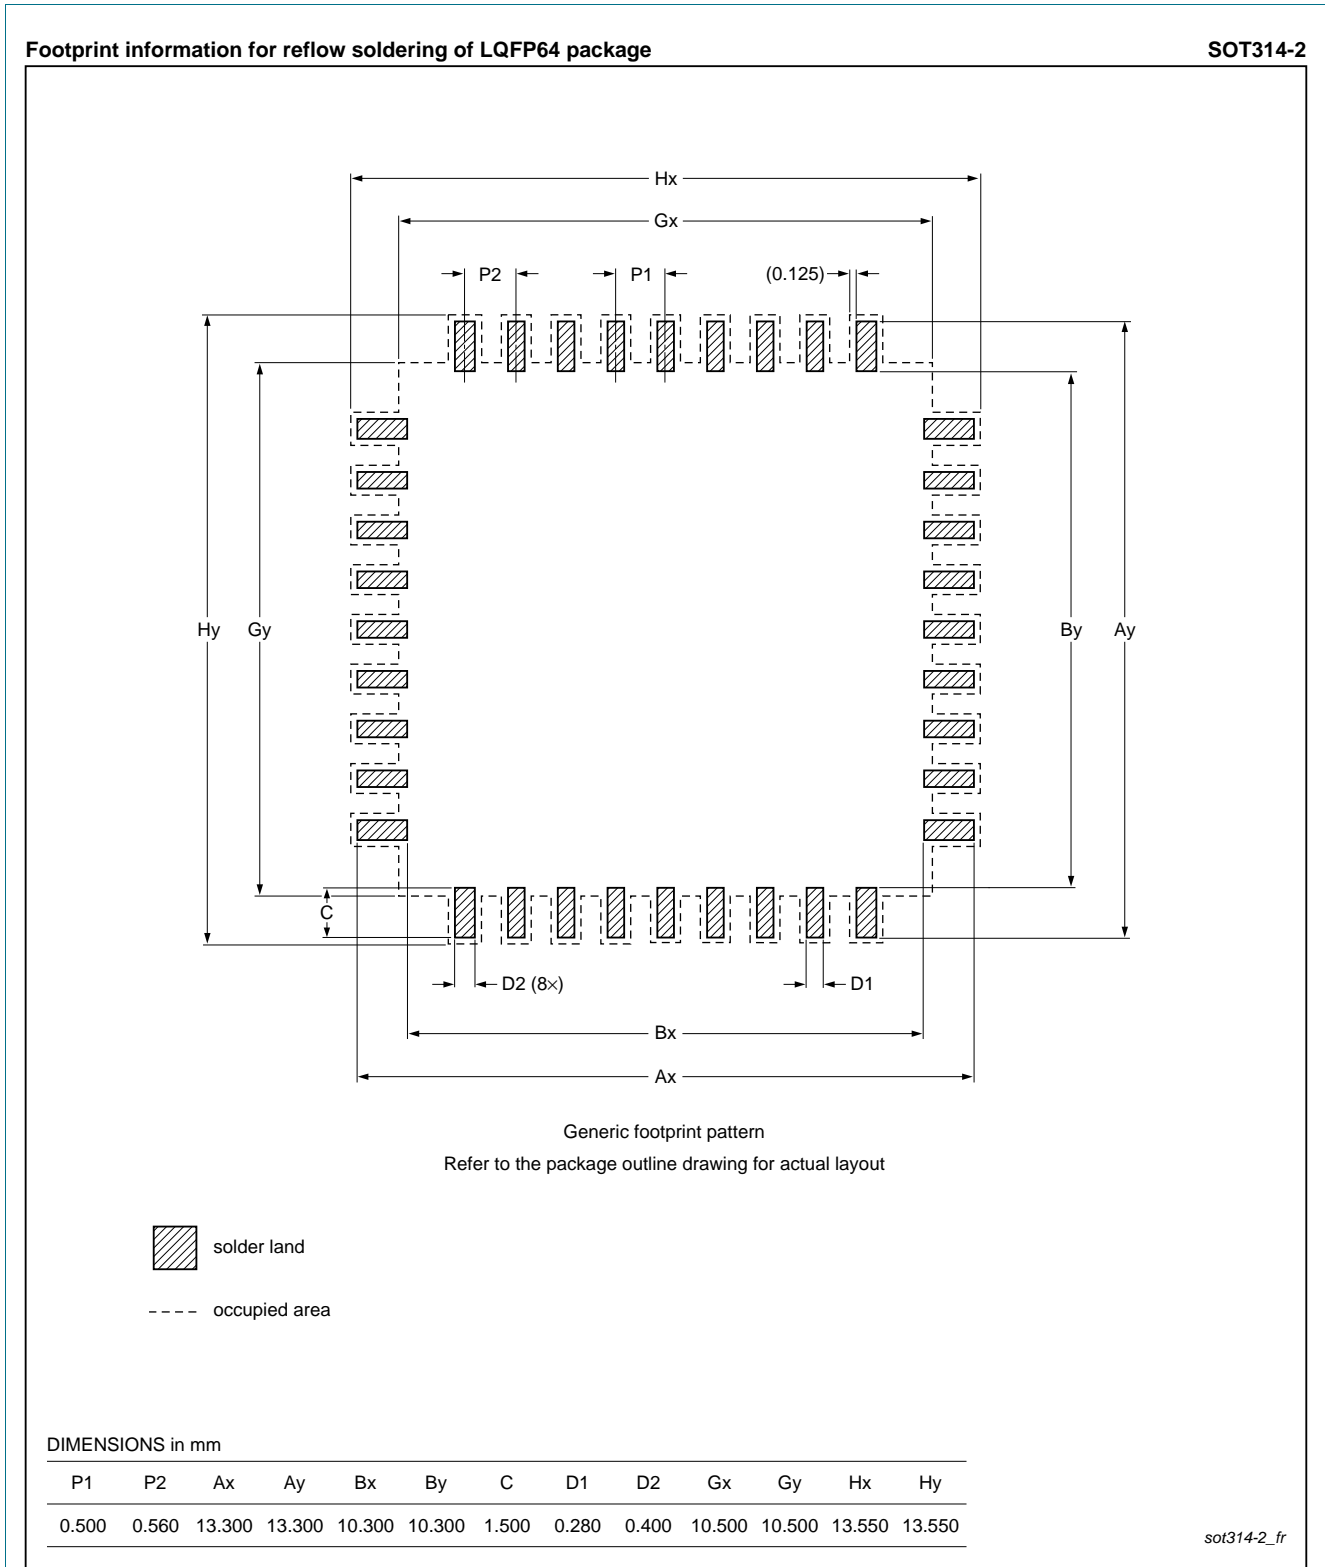 Footprint information for reflow soldering of LQFP64 package SOT314-2
Hx
Gx
P2 P1 (0.125)
Hy Gy By Ay
C
D2 (8×) D1
Bx
Ax
Generic footprint pattern
Refer to the package outline drawing for actual layout
solder land
occupied area
DIMENSIONS in mm
P1 P2 Ax Ay Bx By C D1 D2 Gx Gy Hx Hy
0.500 0.560 13.300 13.300 10.300 10.300 1.500 0.280 0.400 10.500 10.500 13.550 13.550
sot314-2_fr